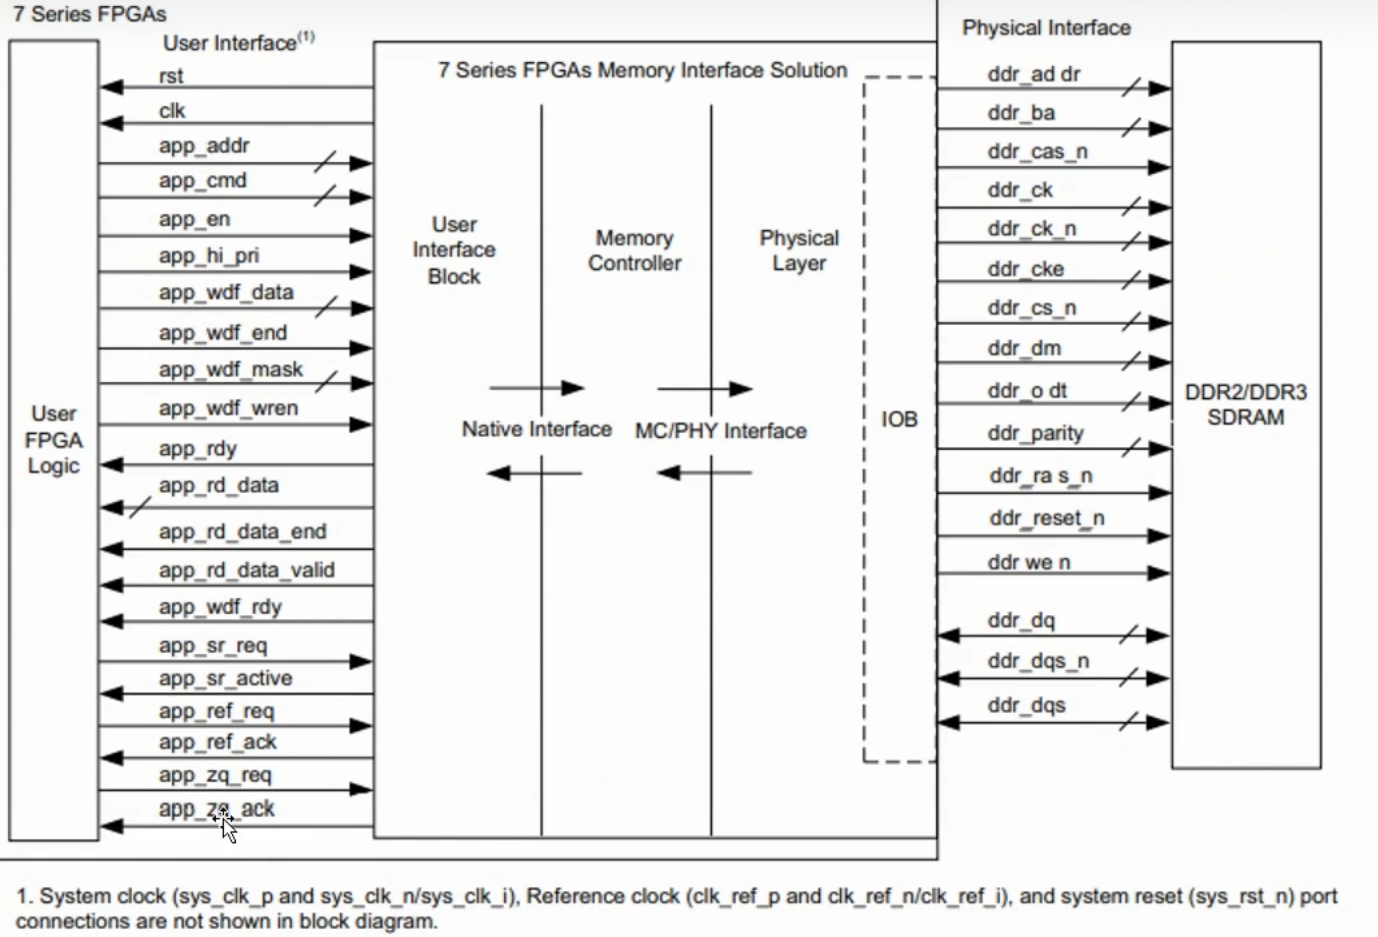 7 Series FPGAs
User Interface(1)
rst
clk
app_addr
app_cmd
app_en
app_hi_pri
app_wdf_data
app_wdf_end
app_wdf_mask
app_wdf_wren
app_rdy
app_rd_data
app_rd_data_end
app_rd_data_valid
app_wdf_rdy
app_sr_req
app_sr_active
app_ref_req
app_ref_ack
app_zq_req
app_zq_ack
User
FPGA
Logic
7 Series FPGAs Memory Interface Solution
User
Interface
Block
Memory
Controller
Physical
Layer
Native Interface
MC/PHY Interface
IOB
Physical Interface
ddr_ad dr
ddr_ba
ddr_cas_n
ddr_ck
ddr_ck_n
ddr_cke
ddr_cs_n
ddr_dm
ddr_o dt
ddr_parity
ddr_ra s_n
ddr_reset_n
ddr we n
ddr_dq
ddr_dqs_n
ddr_dqs
DDR2/DDR3
SDRAM
1. System clock (sys_clk_p and sys_clk_n/sys_clk_i), Reference clock (clk_ref_p and clk_ref_n/clk_ref_i), and system reset (sys_rst_n) port
connections are not shown in block diagram.